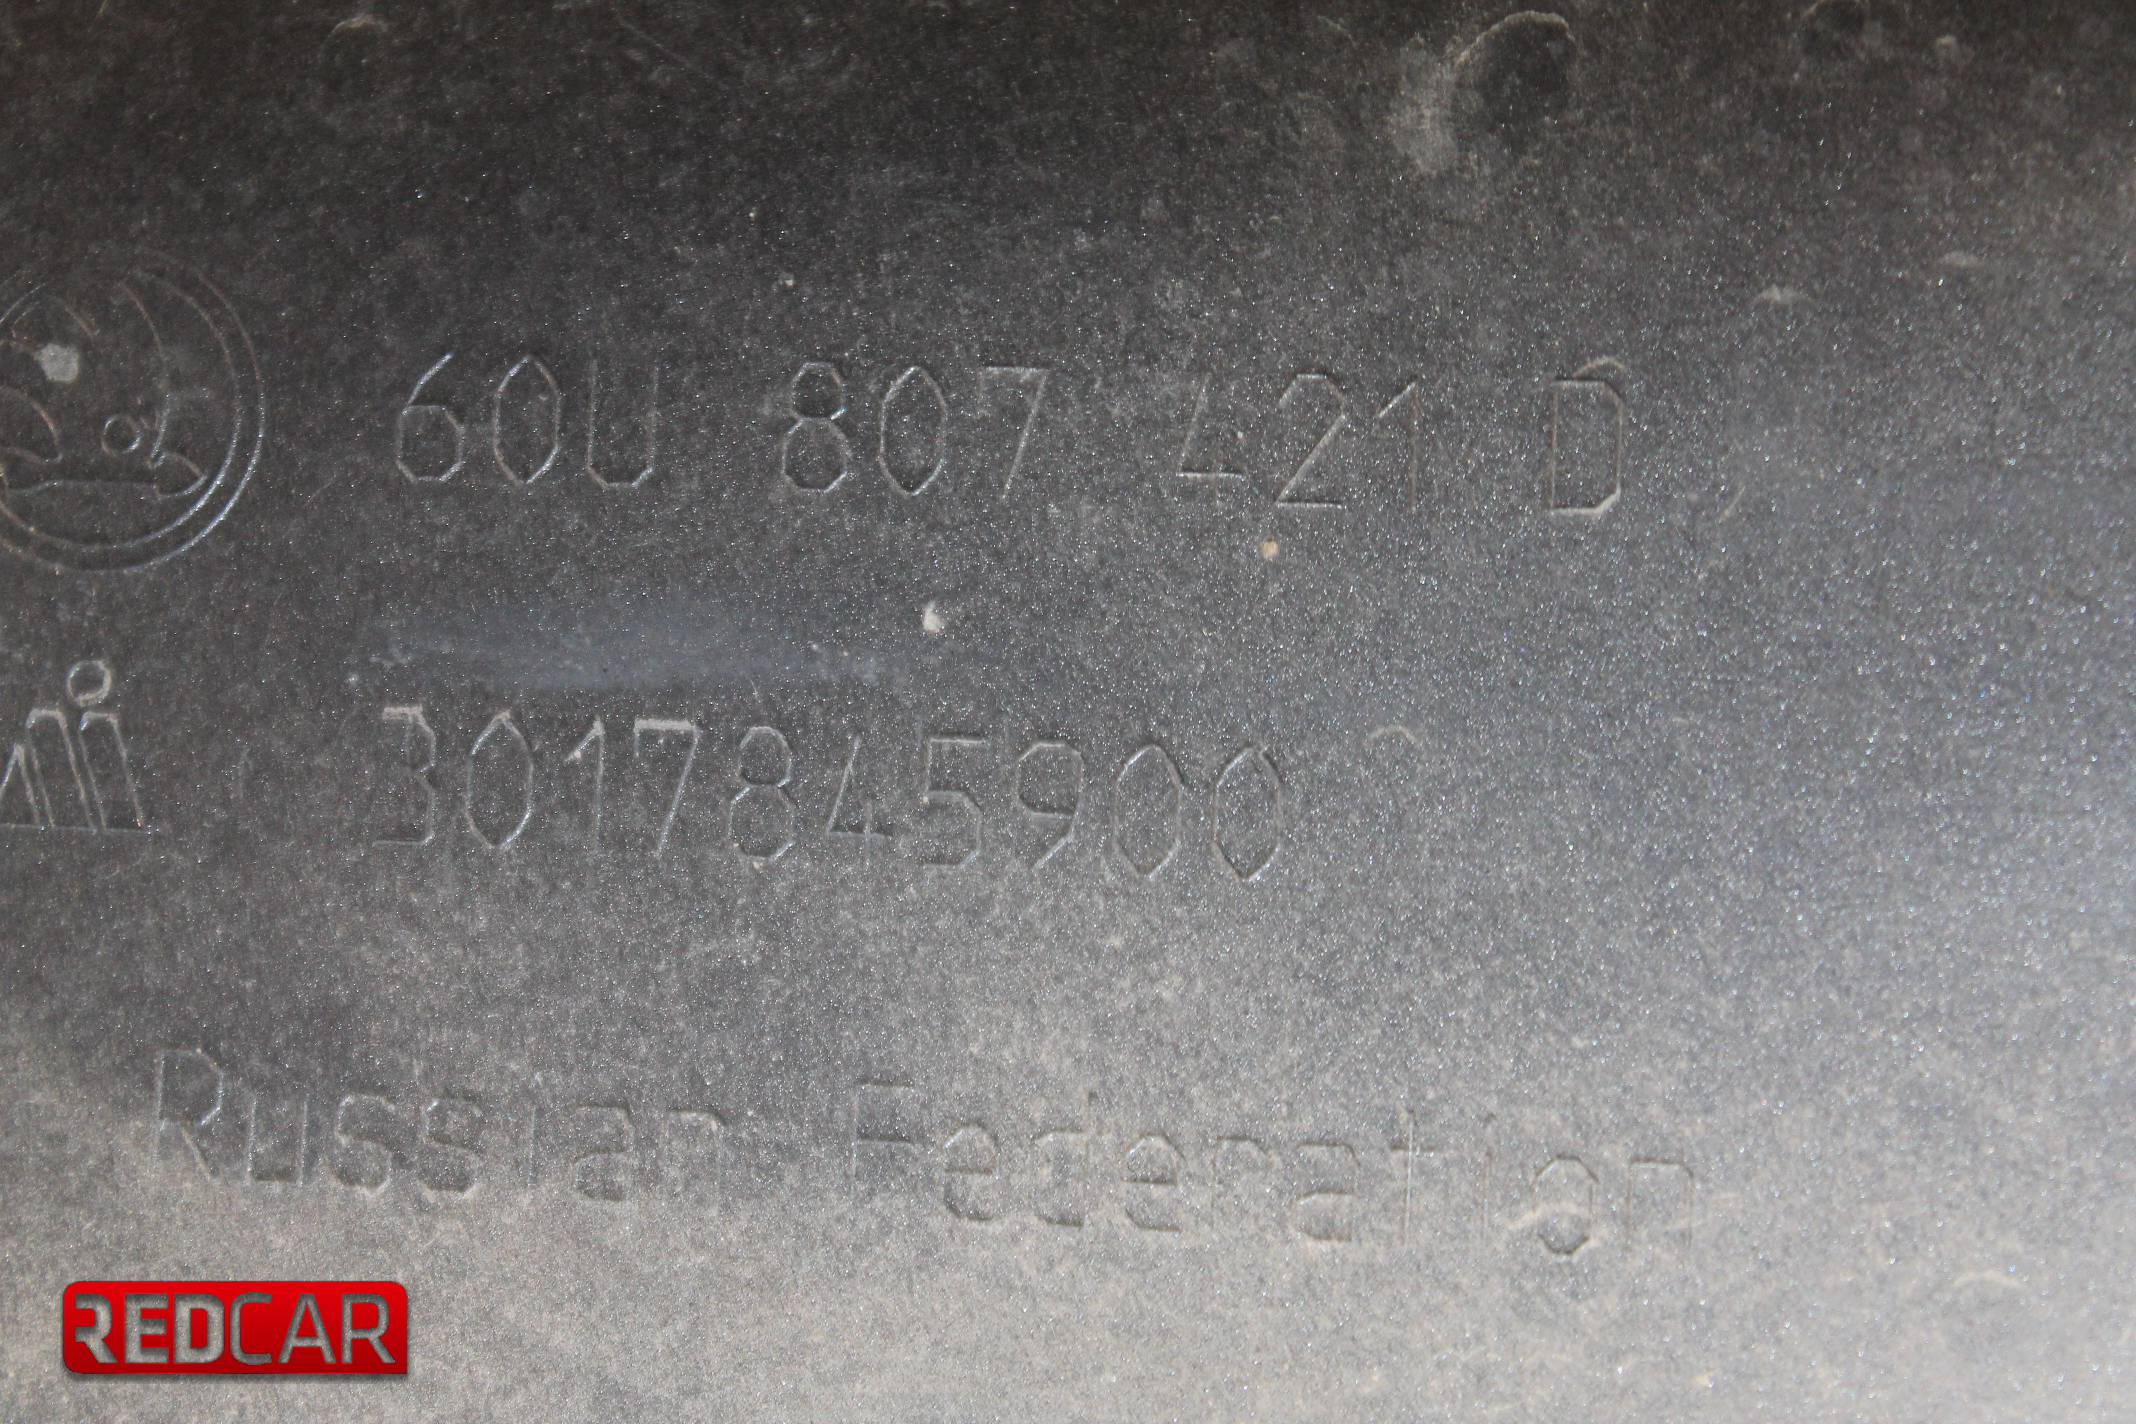 60U 807 421 D
3017845900
Russian Federation
REDCAR